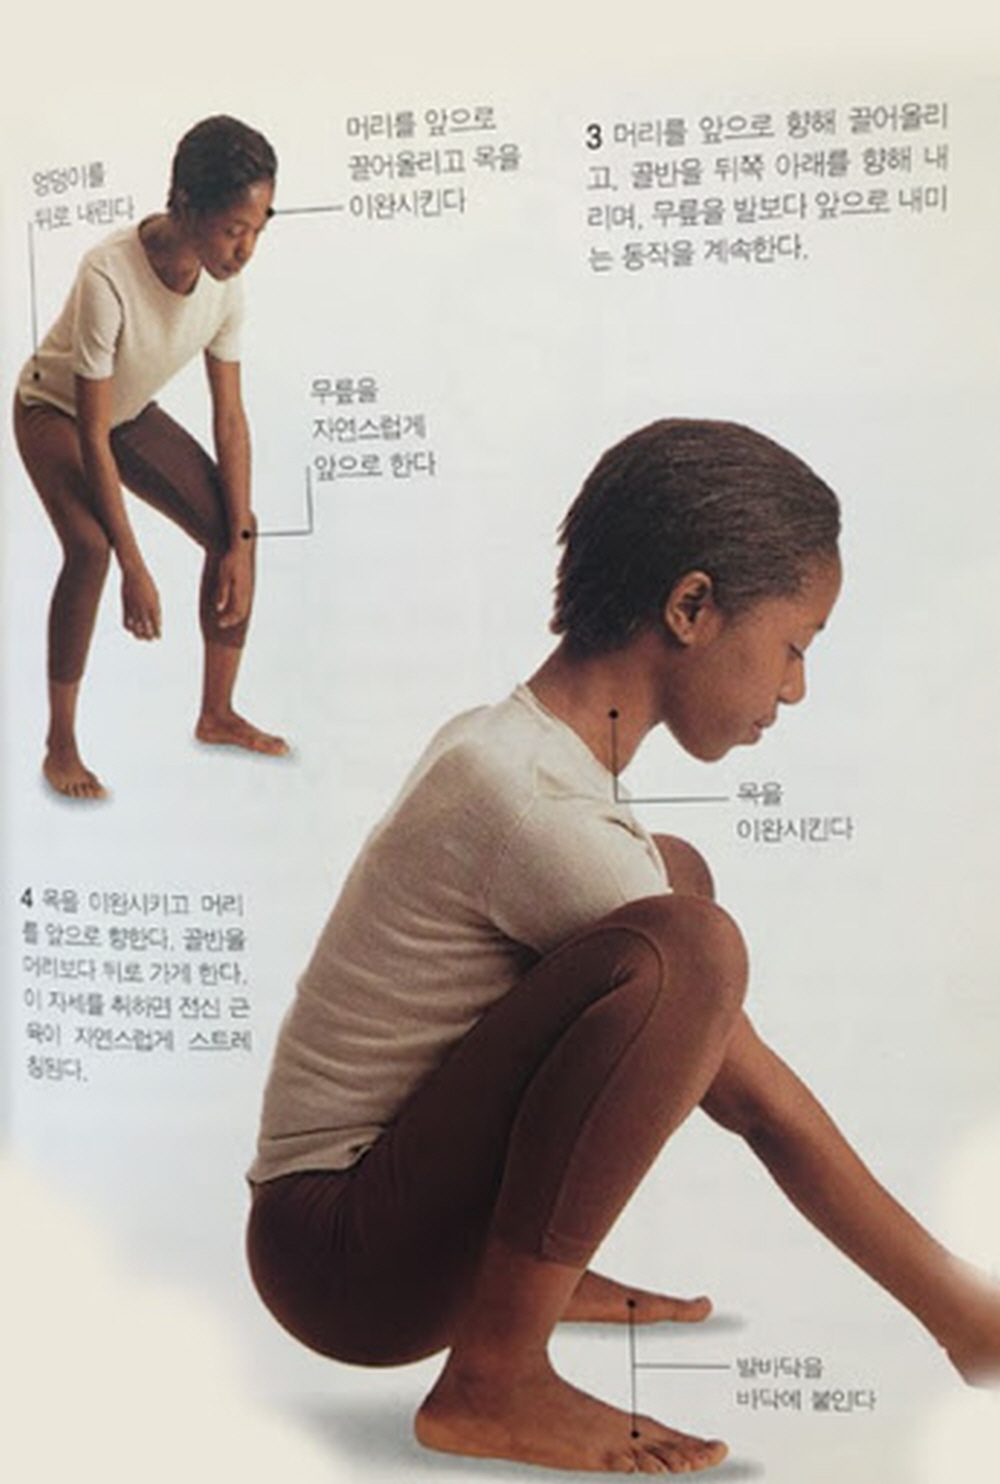 엉덩이를
뒤로 내린다
머리를 앞으로
끌어올리고 목을
이완시킨다
3 머리를 앞으로 향해 끌어올리
고, 골반을 뒤쪽 아래를 향해 내
리며, 무릎을 발보다 앞으로 내미
는 동작을 계속한다.
무릎을
자연스럽게
앞으로 한다
목을
이완시킨다
4 목을 이완시키고 머리
를 앞으로 향한다. 골반을
머리보다 뒤로 가게 한다.
이 자세를 취하면 전신 근
육이 자연스럽게 스트레
칭된다.
발바닥을
바닥에 붙인다